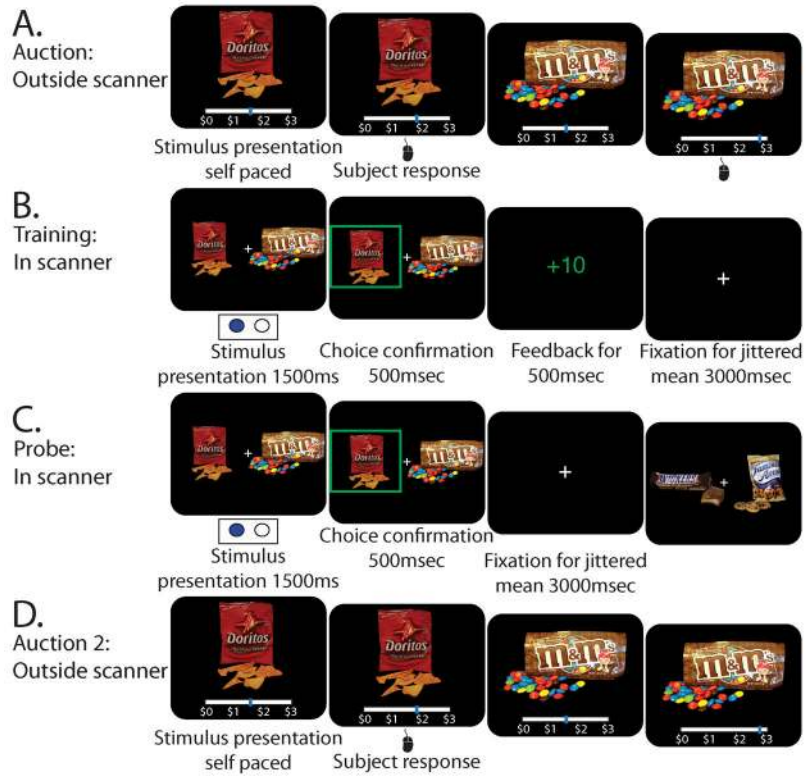 A.
Auction:
Outside scanner
Doritos
$0 $1 $2 $3
Doritos
$0 $1 $2 $3
m&m's
$0 $1 $2 $3
m&m's
$0 $1 $2 $3
Stimulus presentation
self paced
Subject response
B.
Training:
In scanner
Doritos
+
m&m's
Doritos
+
m&m's
+10
+
Stimulus
presentation 1500ms
Choice confirmation
500msec
Feedback for
500msec
Fixation for jittered
mean 3000msec
C.
Probe:
In scanner
Doritos
+
m&m's
Doritos
+
m&m's
+
+
Stimulus
presentation 1500ms
Choice confirmation
500msec
Fixation for jittered
mean 3000msec
D.
Auction 2:
Outside scanner
Doritos
$0 $1 $2 $3
Doritos
$0 $1 $2 $3
m&m's
$0 $1 $2 $3
m&m's
$0 $1 $2 $3
Stimulus presentation
self paced
Subject response